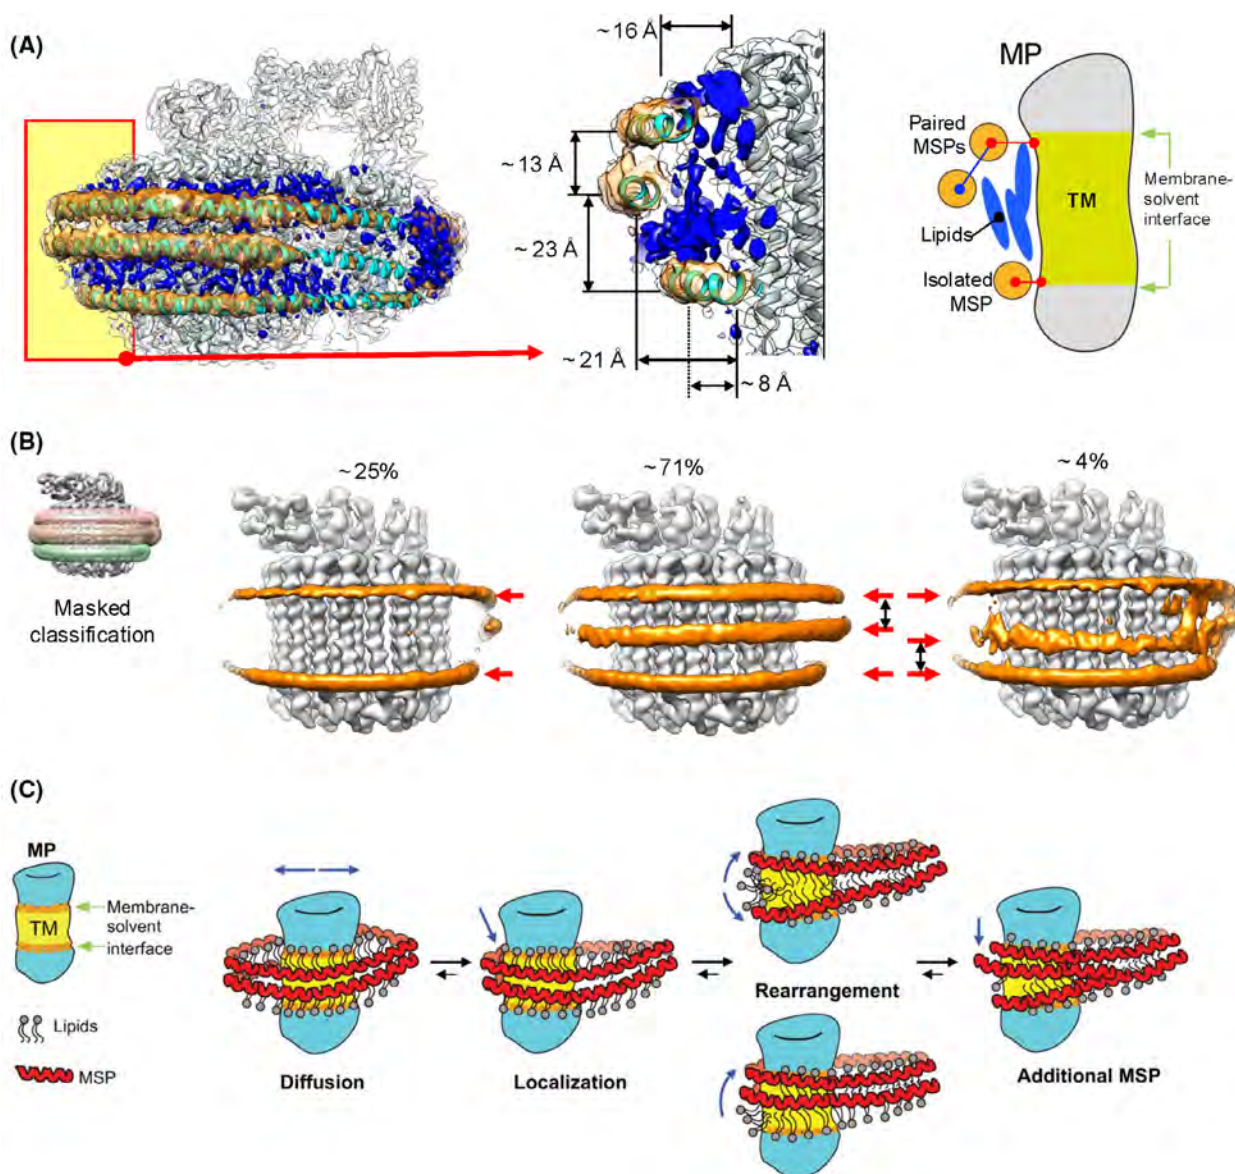 (A)
~16 Å
~13 Å
~23 Å
~21 Å
~8 Å
MP
Paired
MSPs
Lipids
Isolated
MSP
TM
Membrane-
solvent
interface
(B)
Masked
classification
~25%
~71%
~4%
(C)
MP
TM
Membrane-
solvent
interface
Lipids
MSP
Diffusion
Localization
Rearrangement
Additional MSP